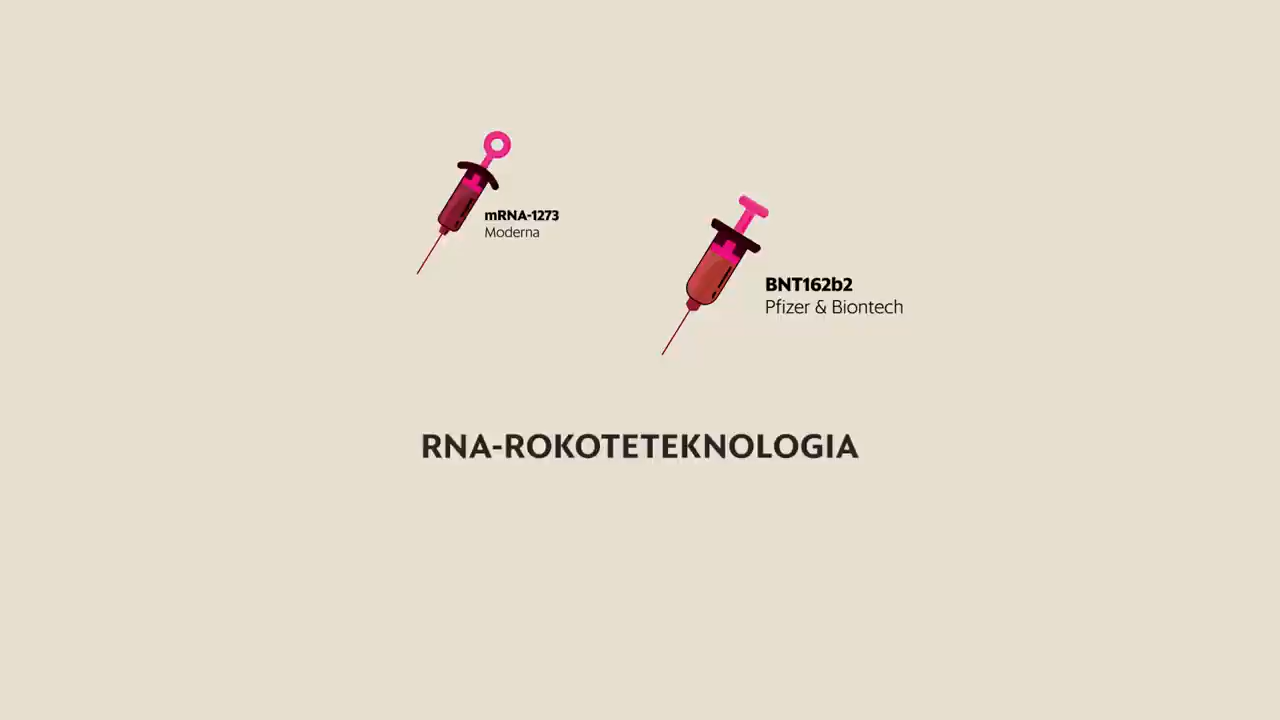 mRNA-1273
Moderna
BNT162b2
Pfizer & Biontech
RNA-ROKOTETEKNOLOGIA